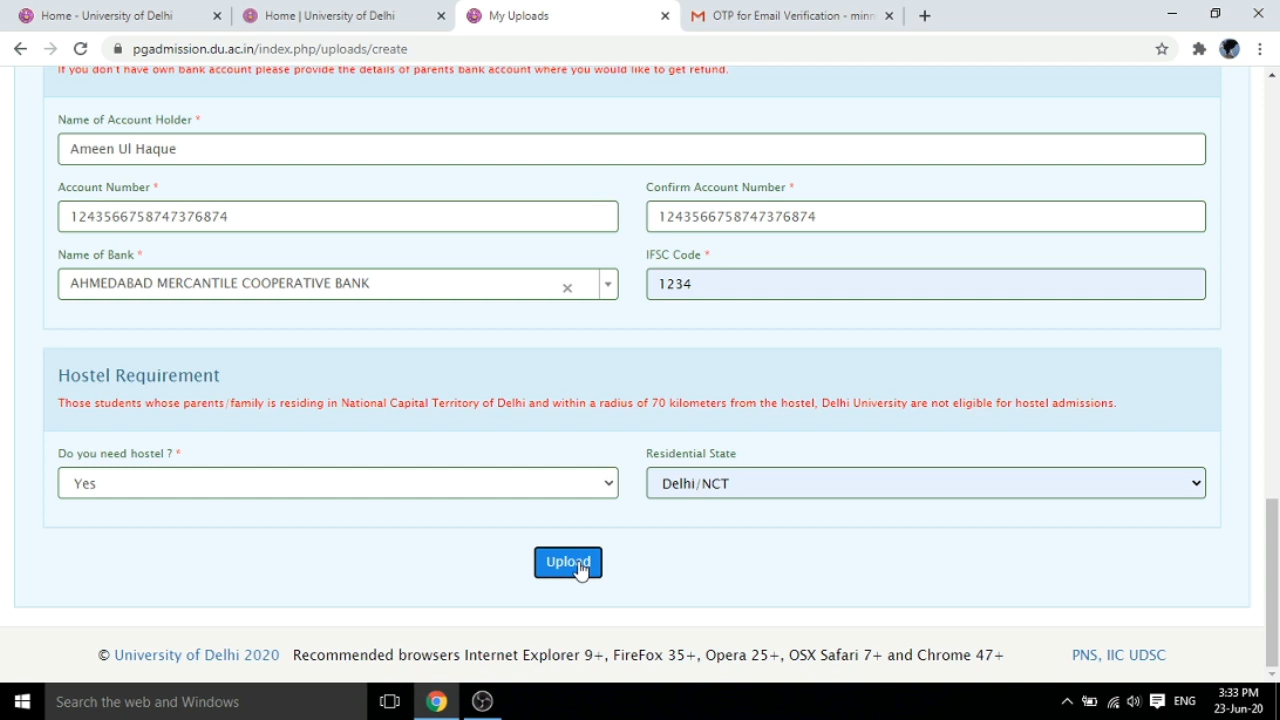 Home - University of Delhi
Home | University of Delhi
My Uploads
OTP for Email Verification - minn
pgadmission.du.ac.in/index.php/uploads/create
If you don't have own bank account please provide the details of parents bank account where you would like to get refund.
Name of Account Holder *
Ameen Ul Haque
Account Number *
Confirm Account Number *
1243566758747376874
1243566758747376874
Name of Bank *
IFSC Code *
AHMEDABAD MERCANTILE COOPERATIVE BANK
1234
Hostel Requirement
Those students whose parents/family is residing in National Capital Territory of Delhi and within a radius of 70 kilometers from the hostel, Delhi University are not eligible for hostel admissions.
Do you need hostel ? *
Residential State
Yes
Delhi/NCT
Upload
© University of Delhi 2020 Recommended browsers Internet Explorer 9+, FireFox 35+, Opera 25+, OSX Safari 7+ and Chrome 47+
PNS, IIC UDSC
Search the web and Windows
ENG
3:33 PM
23-Jun-20